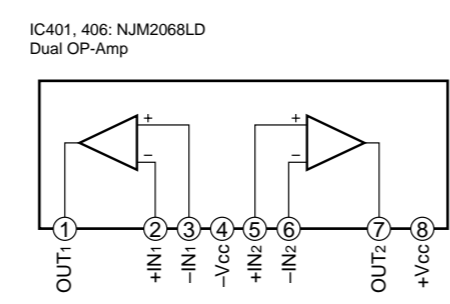 IC401, 406: NJM2068LD
Dual OP-Amp
+ +
– –
1 2 3 4 5 6 7 8
OUT1 +IN1 –IN1 –Vcc +IN2 –IN2 OUT2 +Vcc